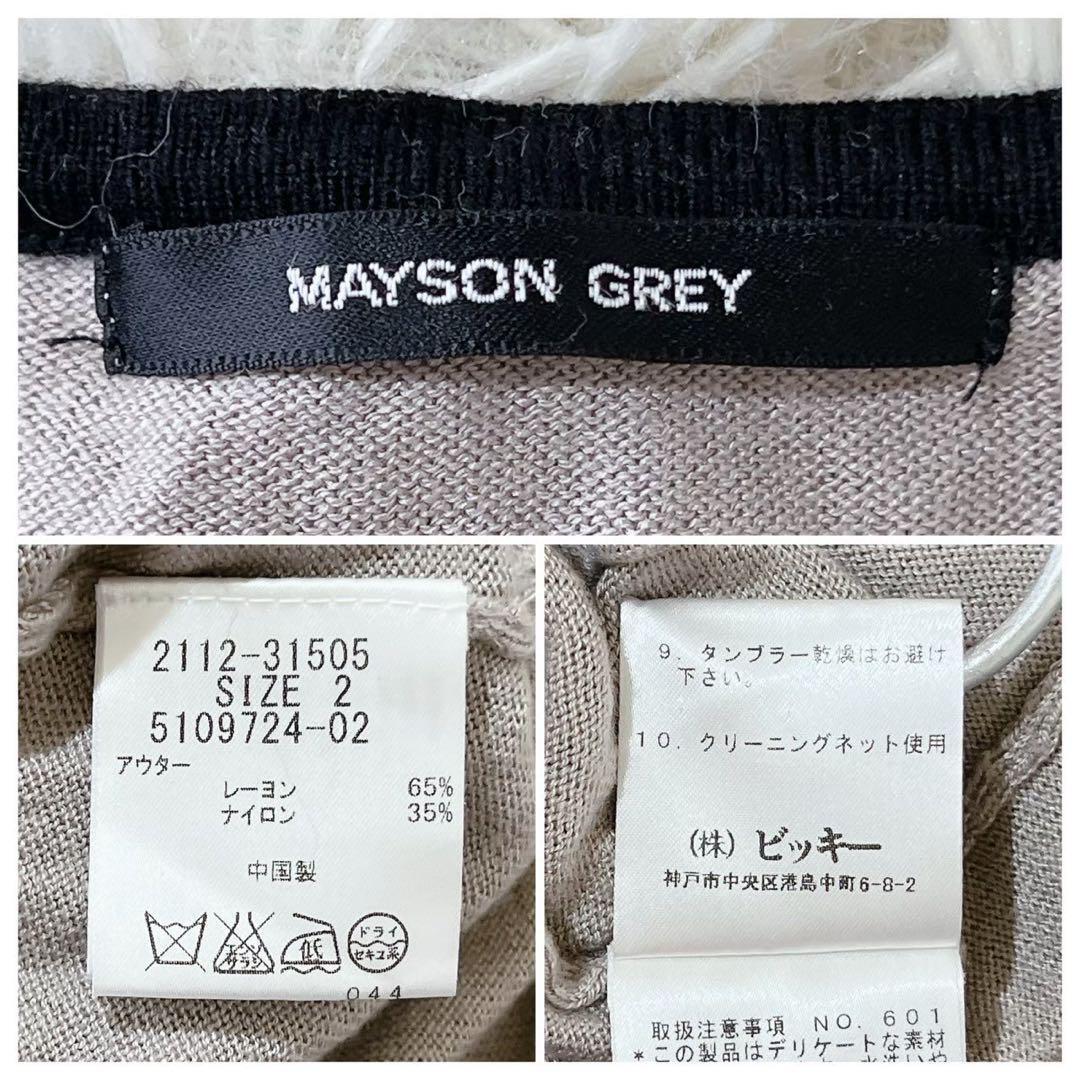 MAYSON GREY
2112-31505
SIZE 2
5109724-02
アウター
レーヨン 65%
ナイロン 35%
中国製
低
ドライ
セキユ系
044
9. タンブラー乾燥はお避け
下さい。
10. クリーニングネット使用
(株) ビッキー
神戸市中央区港島中町6-8-2
取扱注意事項 NO. 601
*この製品はデリケートな素材